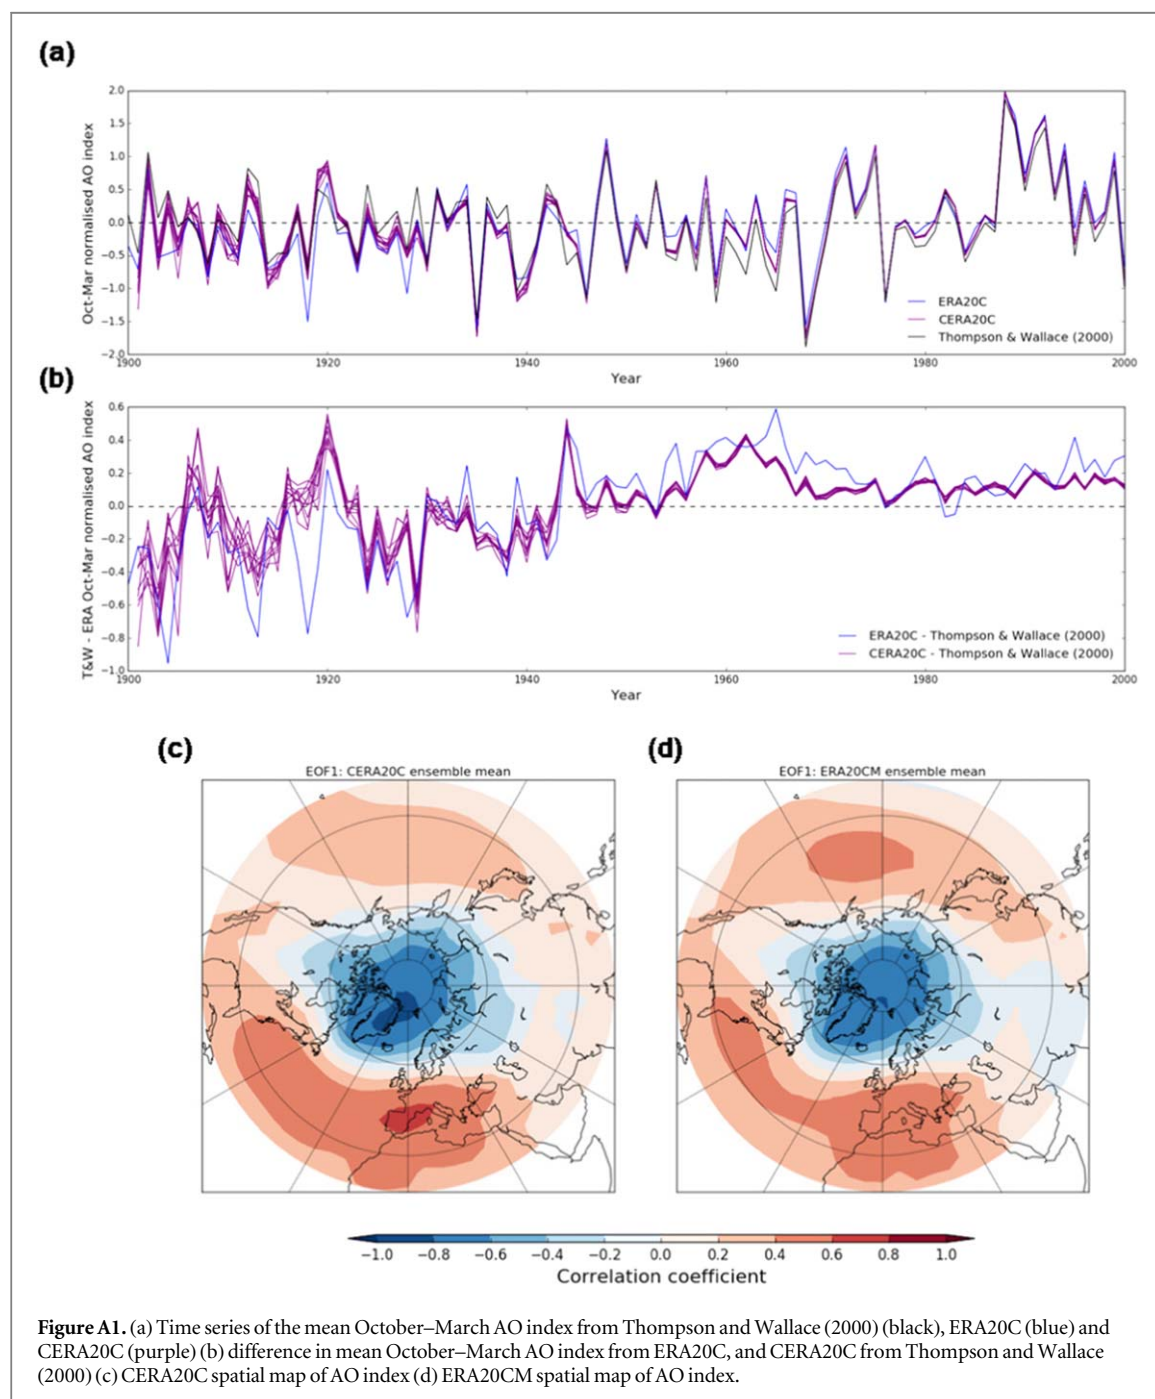 (a)
Oct-Mar normalised AO index
2.0
1.5
1.0
0.5
0.0
−0.5
−1.0
−1.5
−2.0
1900
1920
1940
1960
1980
2000
Year
ERA20C
CERA20C
Thompson & Wallace (2000)
(b)
T&W - ERA Oct-Mar normalised AO index
0.6
0.4
0.2
0.0
−0.2
−0.4
−0.6
−0.8
−1.0
1900
1920
1940
1960
1980
2000
Year
ERA20C - Thompson & Wallace (2000)
CERA20C - Thompson & Wallace (2000)
(c)
EOF1: CERA20C ensemble mean
(d)
EOF1: ERA20CM ensemble mean
−1.0 −0.8 −0.6 −0.4 −0.2 0.0 0.2 0.4 0.6 0.8 1.0
Correlation coefficient
Figure A1. (a) Time series of the mean October–March AO index from Thompson and Wallace (2000) (black), ERA20C (blue) and
CERA20C (purple) (b) difference in mean October–March AO index from ERA20C, and CERA20C from Thompson and Wallace
(2000) (c) CERA20C spatial map of AO index (d) ERA20CM spatial map of AO index.